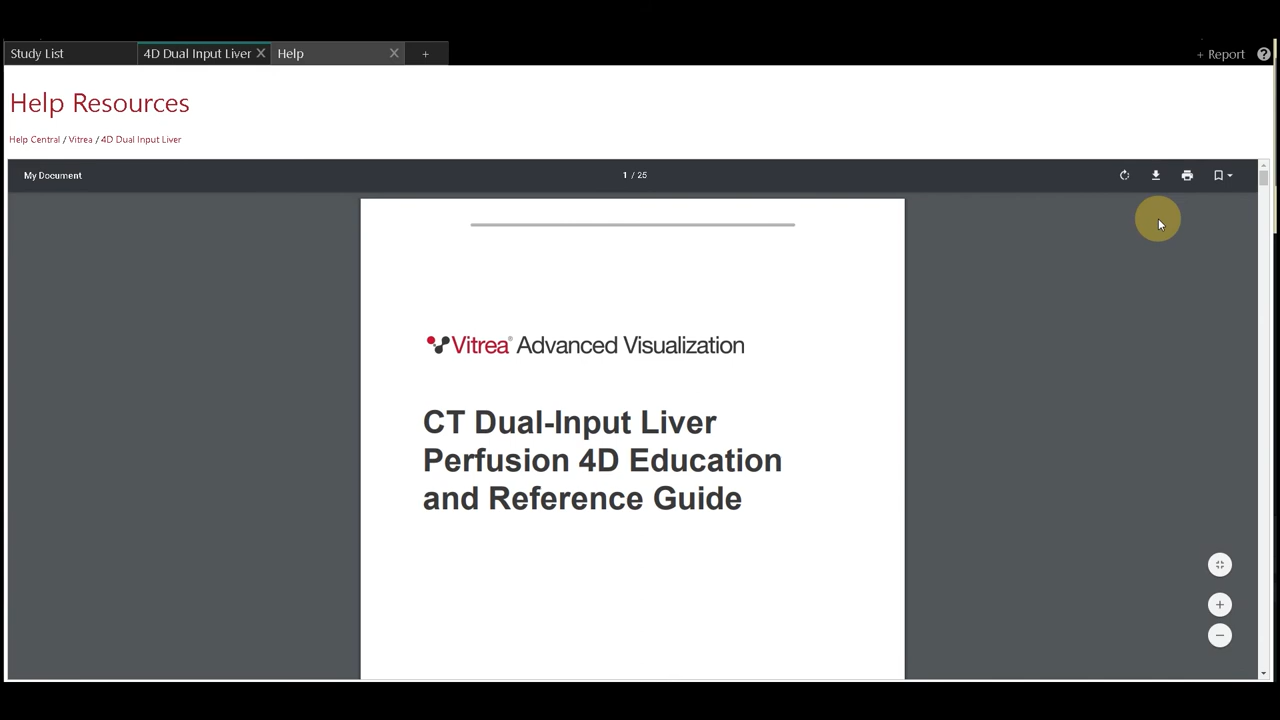 Study List
4D Dual Input Liver
Help
+ Report
Help Resources
Help Central / Vitrea / 4D Dual Input Liver
My Document
1 / 25
Vitrea® Advanced Visualization
CT Dual-Input Liver
Perfusion 4D Education
and Reference Guide